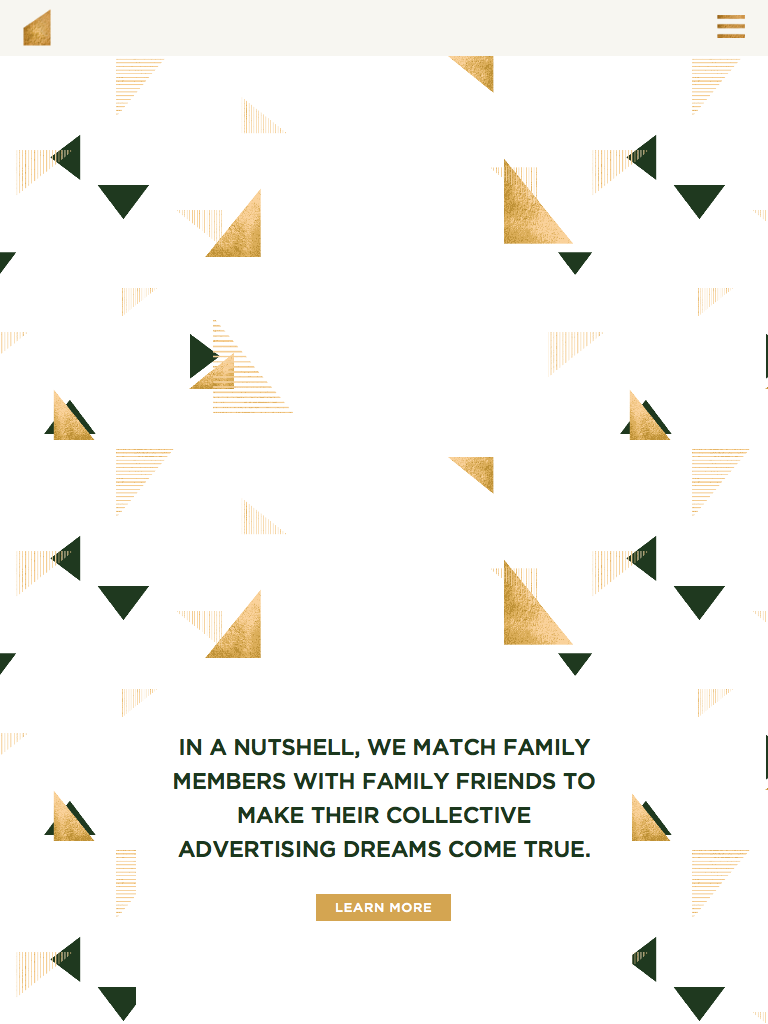 IN A NUTSHELL, WE MATCH FAMILY
MEMBERS WITH FAMILY FRIENDS TO
MAKE THEIR COLLECTIVE
ADVERTISING DREAMS COME TRUE.
LEARN MORE